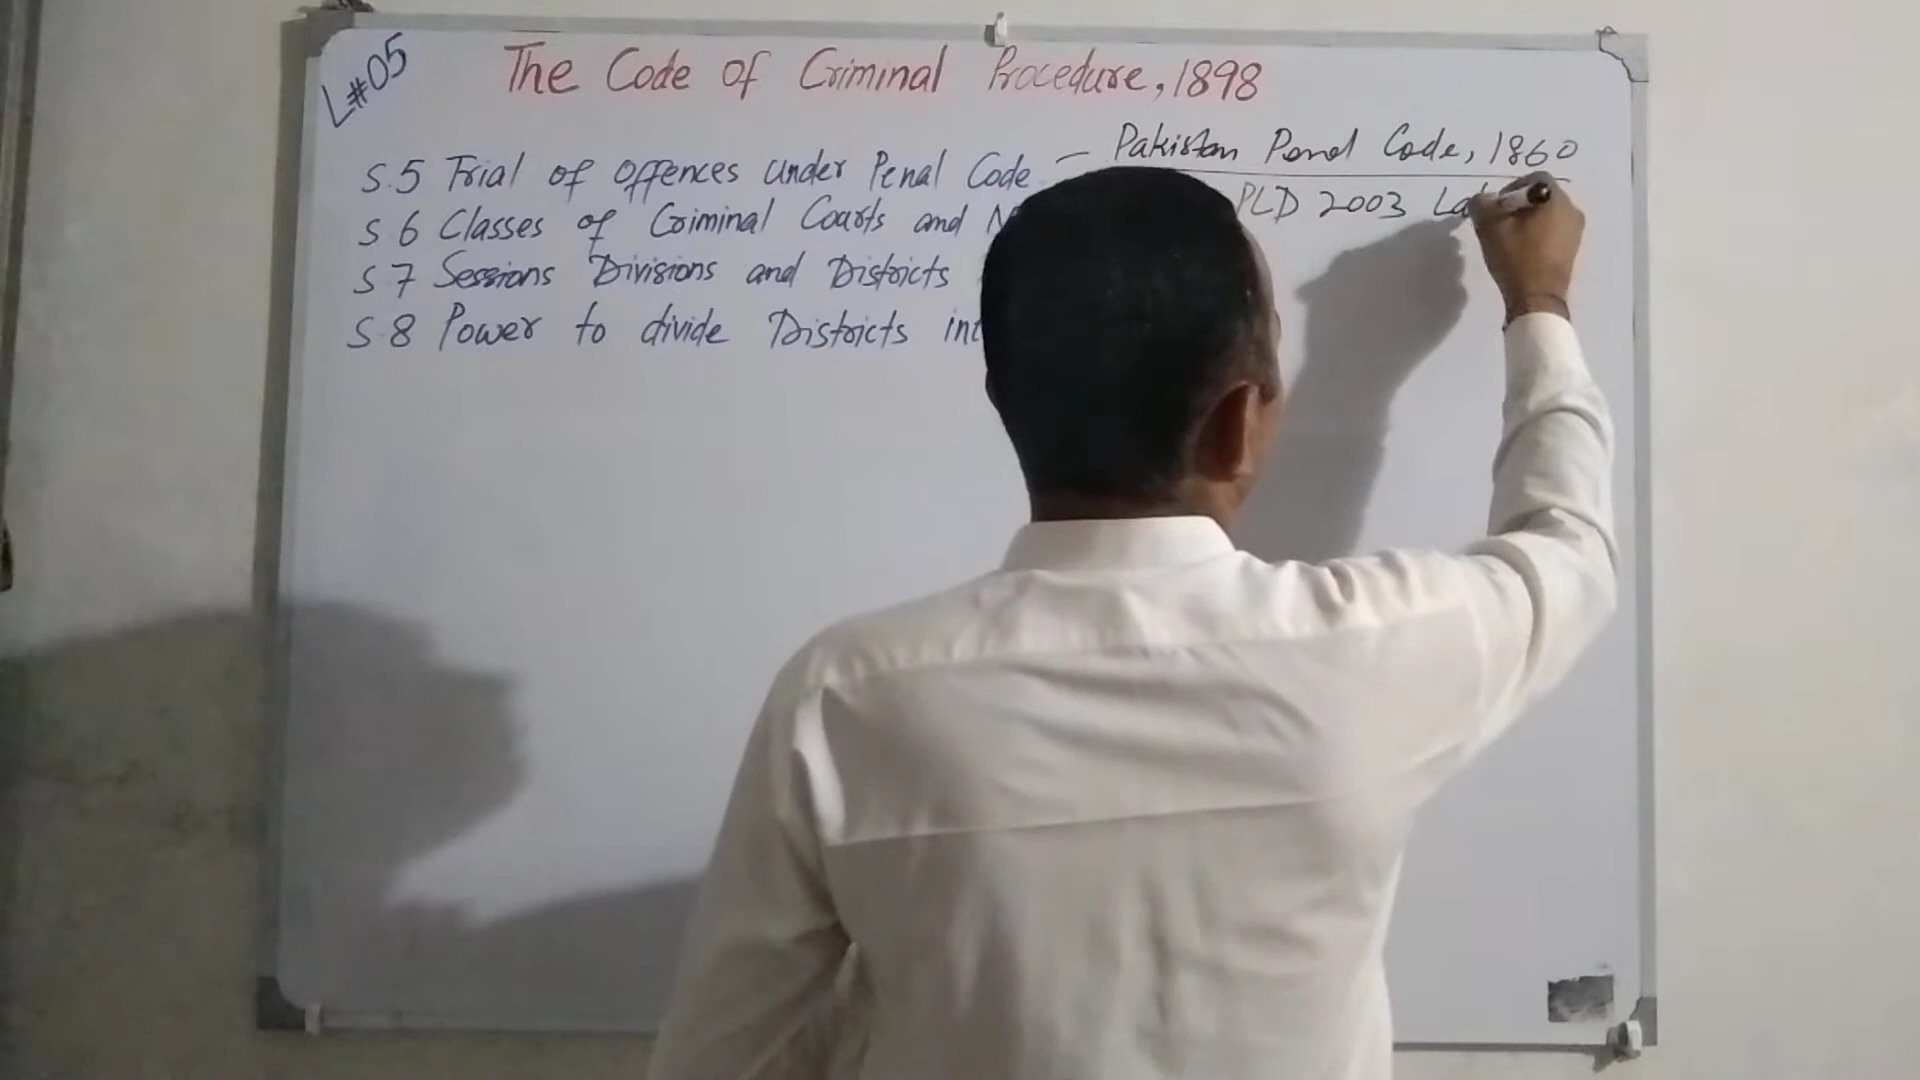 L#05
The Code of Criminal Procedure, 1898
S.5 Trial of Offences Under Penal Code — Pakistan Penal Code, 1860
PLD 2003 La
S 6 Classes of Criminal Courts and
S 7 Sessions Divisions and Districts
S 8 Power to divide Districts